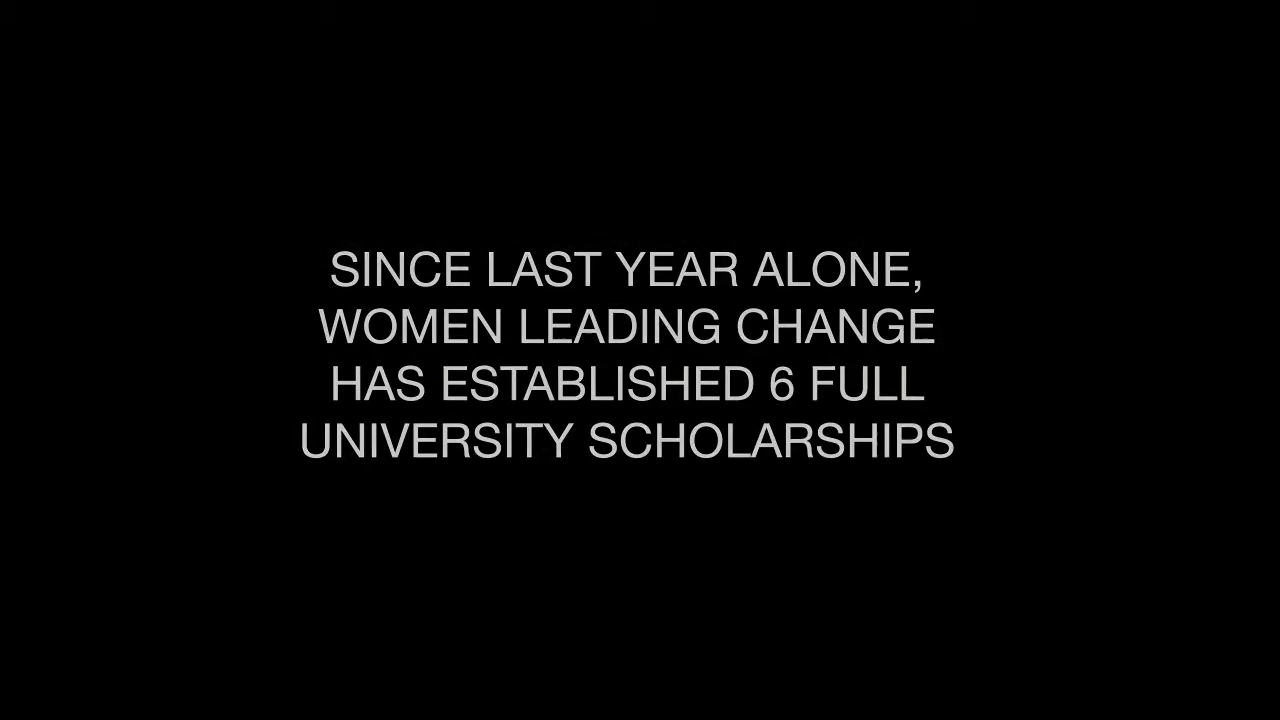 SINCE LAST YEAR ALONE,
WOMEN LEADING CHANGE
HAS ESTABLISHED 6 FULL
UNIVERSITY SCHOLARSHIPS